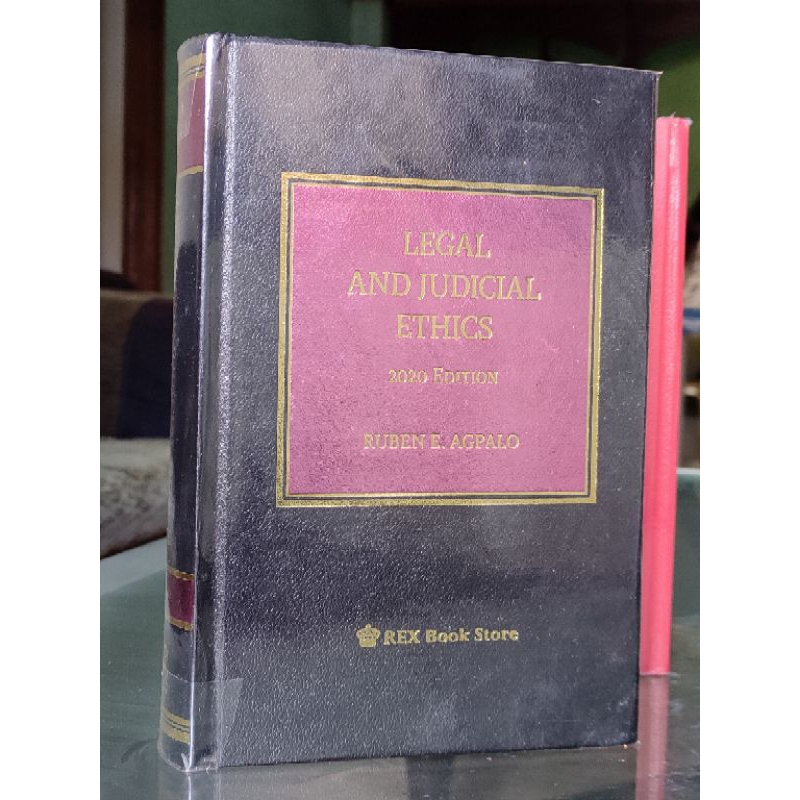 LEGAL
AND JUDICIAL
ETHICS
2020 EDITION
RUBEN E. AGPALO
REX Book Store